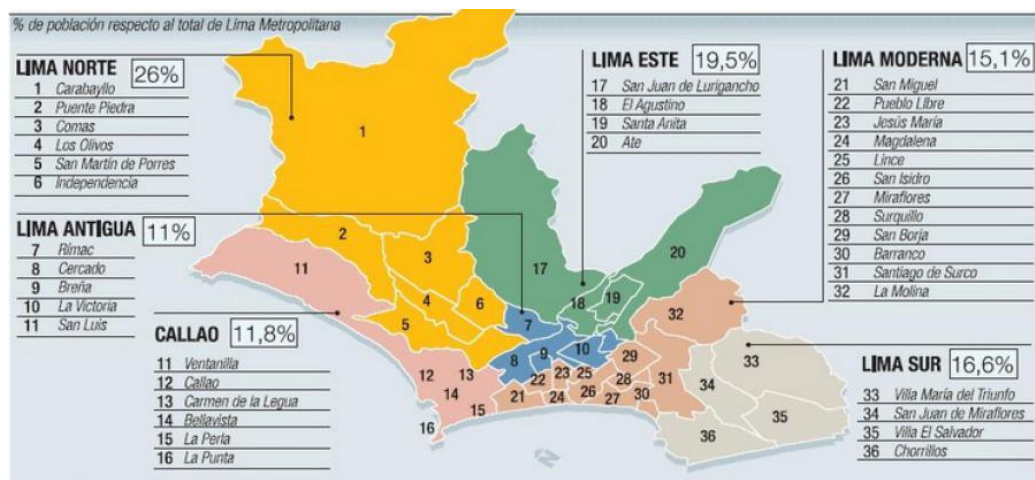 % de población respecto al total de Lima Metropolitana
LIMA NORTE 26%
1 Carabayllo
2 Puente Piedra
3 Comas
4 Los Olivos
5 San Martín de Porres
6 Independencia
LIMA ANTÍGUA 11%
7 Rímac
8 Cercado
9 Breña
10 La Victoria
11 San Luis
CALLAO 11,8%
11 Ventanilla
12 Callao
13 Carmen de la Legua
14 Bellavista
15 La Perla
16 La Punta
LIMA ESTE 19,5%
17 San Juan de Lurigancho
18 El Agustino
19 Santa Anita
20 Ate
LIMA MODERNA 15,1%
21 San Miguel
22 Pueblo Libre
23 Jesús María
24 Magdalena
25 Lince
26 San Isidro
27 Miraflores
28 Surquillo
29 San Borja
30 Barranco
31 Santiago de Surco
32 La Molina
LIMA SUR 16,6%
33 Villa María del Triunfo
34 San Juan de Miraflores
35 Villa El Salvador
36 Chorrillos
1
2
3
20
11
17
4
6
18
19
5
7
32
8
9
10
29
33
12
13
22
23
25
28
31
34
14
21
24
26
27
30
15
35
16
36